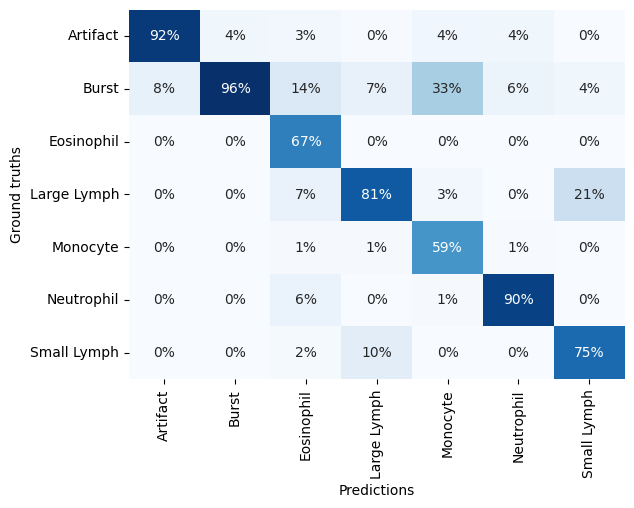 Ground truths
Artifact 92% 4% 3% 0% 4% 4% 0%
Burst 8% 96% 14% 7% 33% 6% 4%
Eosinophil 0% 0% 67% 0% 0% 0% 0%
Large Lymph 0% 0% 7% 81% 3% 0% 21%
Monocyte 0% 0% 1% 1% 59% 1% 0%
Neutrophil 0% 0% 6% 0% 1% 90% 0%
Small Lymph 0% 0% 2% 10% 0% 0% 75%
Artifact Burst Eosinophil Large Lymph Monocyte Neutrophil Small Lymph
Predictions